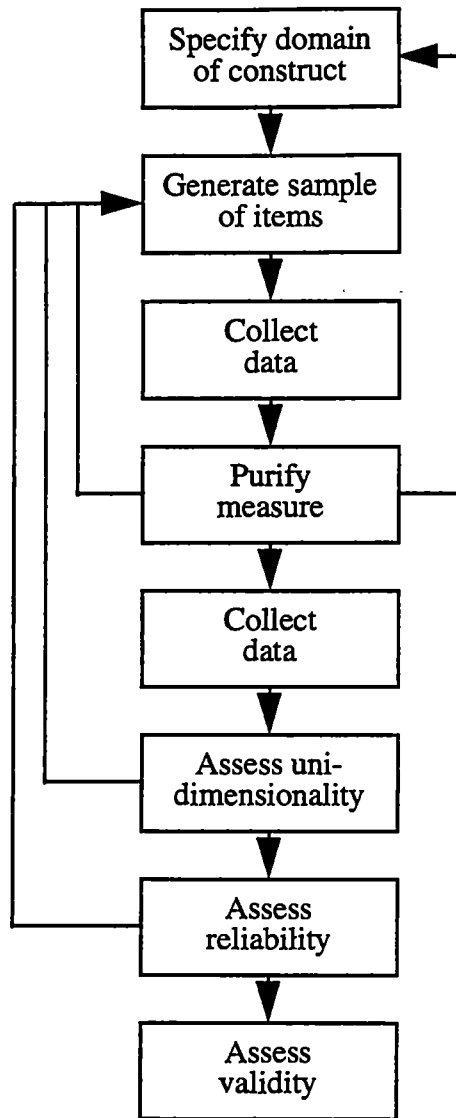 Specify domain
of construct
Generate sample
of items
Collect
data
Purify
measure
Collect
data
Assess uni-
dimensionality
Assess
reliability
Assess
validity